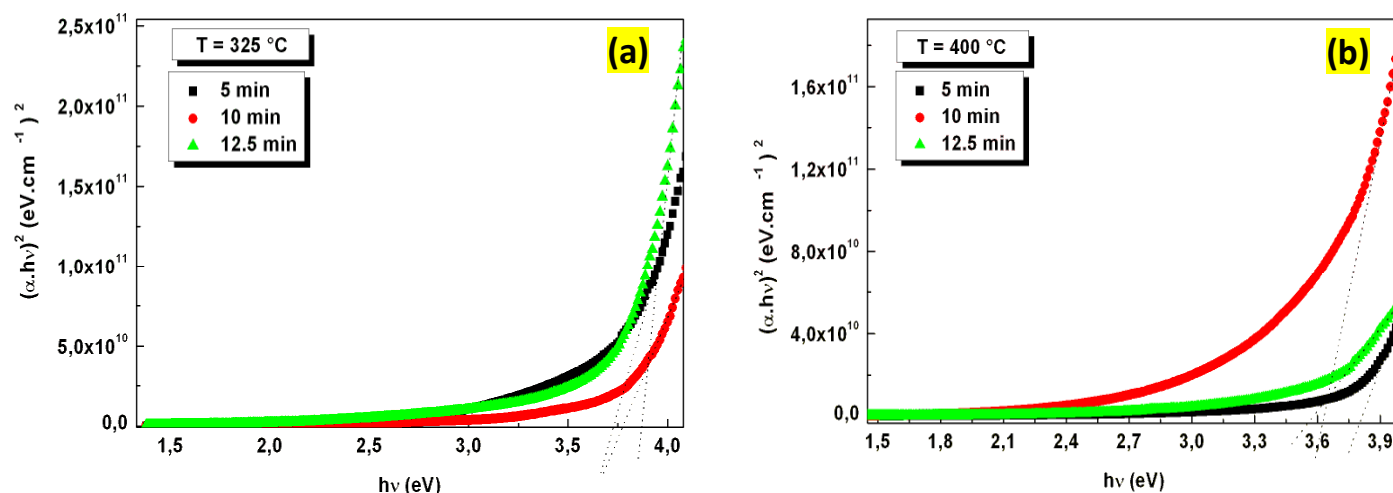 T = 325 °C
(a)
5 min
10 min
12.5 min
2,5x10¹¹
2,0x10¹¹
1,5x10¹¹
1,0x10¹¹
5,0x10¹⁰
0,0
(α.hν)² (eV.cm⁻¹)²
1,5
2,0
2,5
3,0
3,5
4,0
hν (eV)
T = 400 °C
(b)
5 min
10 min
12.5 min
1,6x10¹¹
1,2x10¹¹
8,0x10¹⁰
4,0x10¹⁰
0,0
(α.hν)² (eV.cm⁻¹)²
1,5
1,8
2,1
2,4
2,7
3,0
3,3
3,6
3,9
hν (eV)